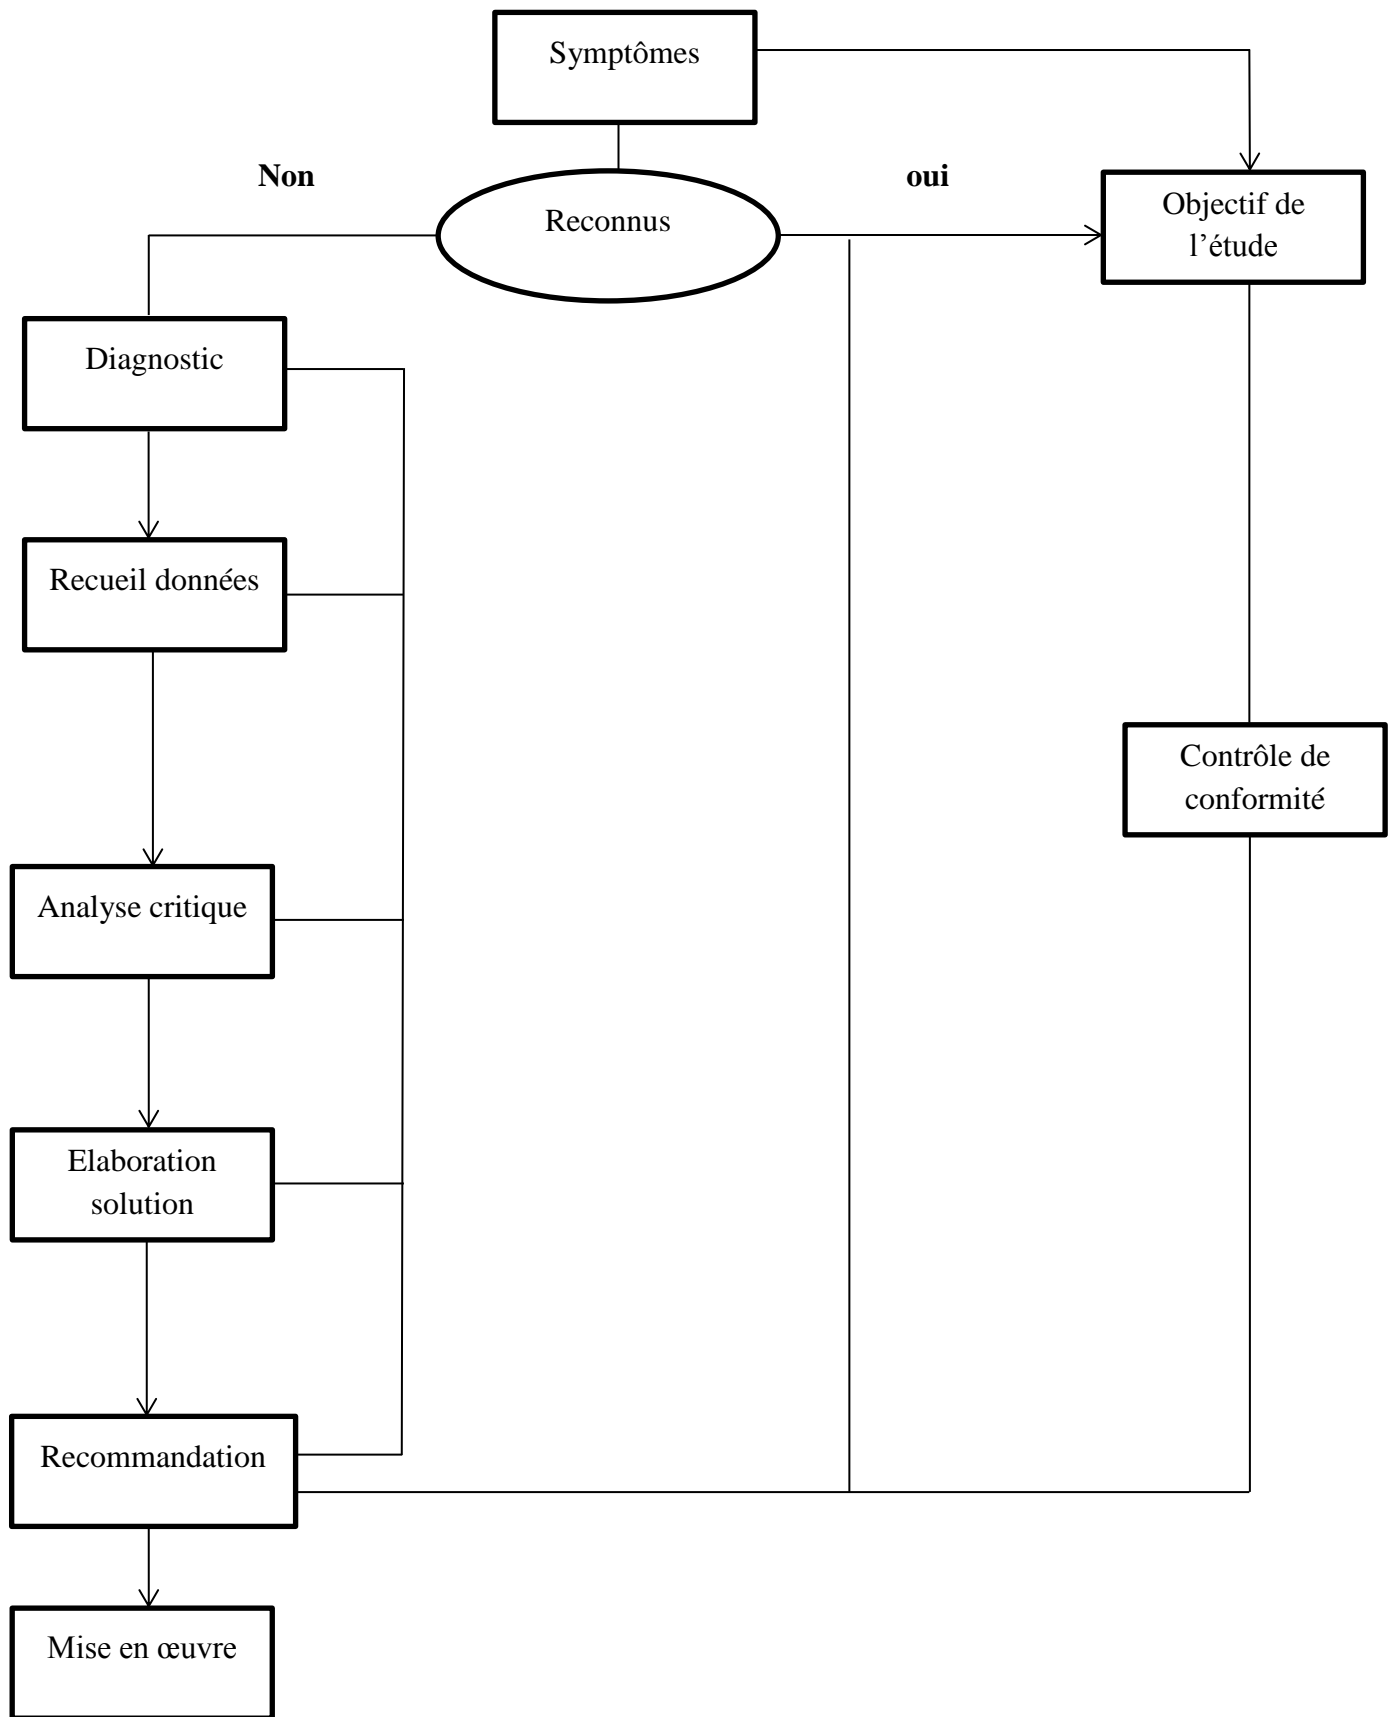 Symptômes
Non
oui
Reconnus
Objectif de
l’étude
Diagnostic
Recueil données
Contrôle de
conformité
Analyse critique
Elaboration
solution
Recommandation
Mise en œuvre